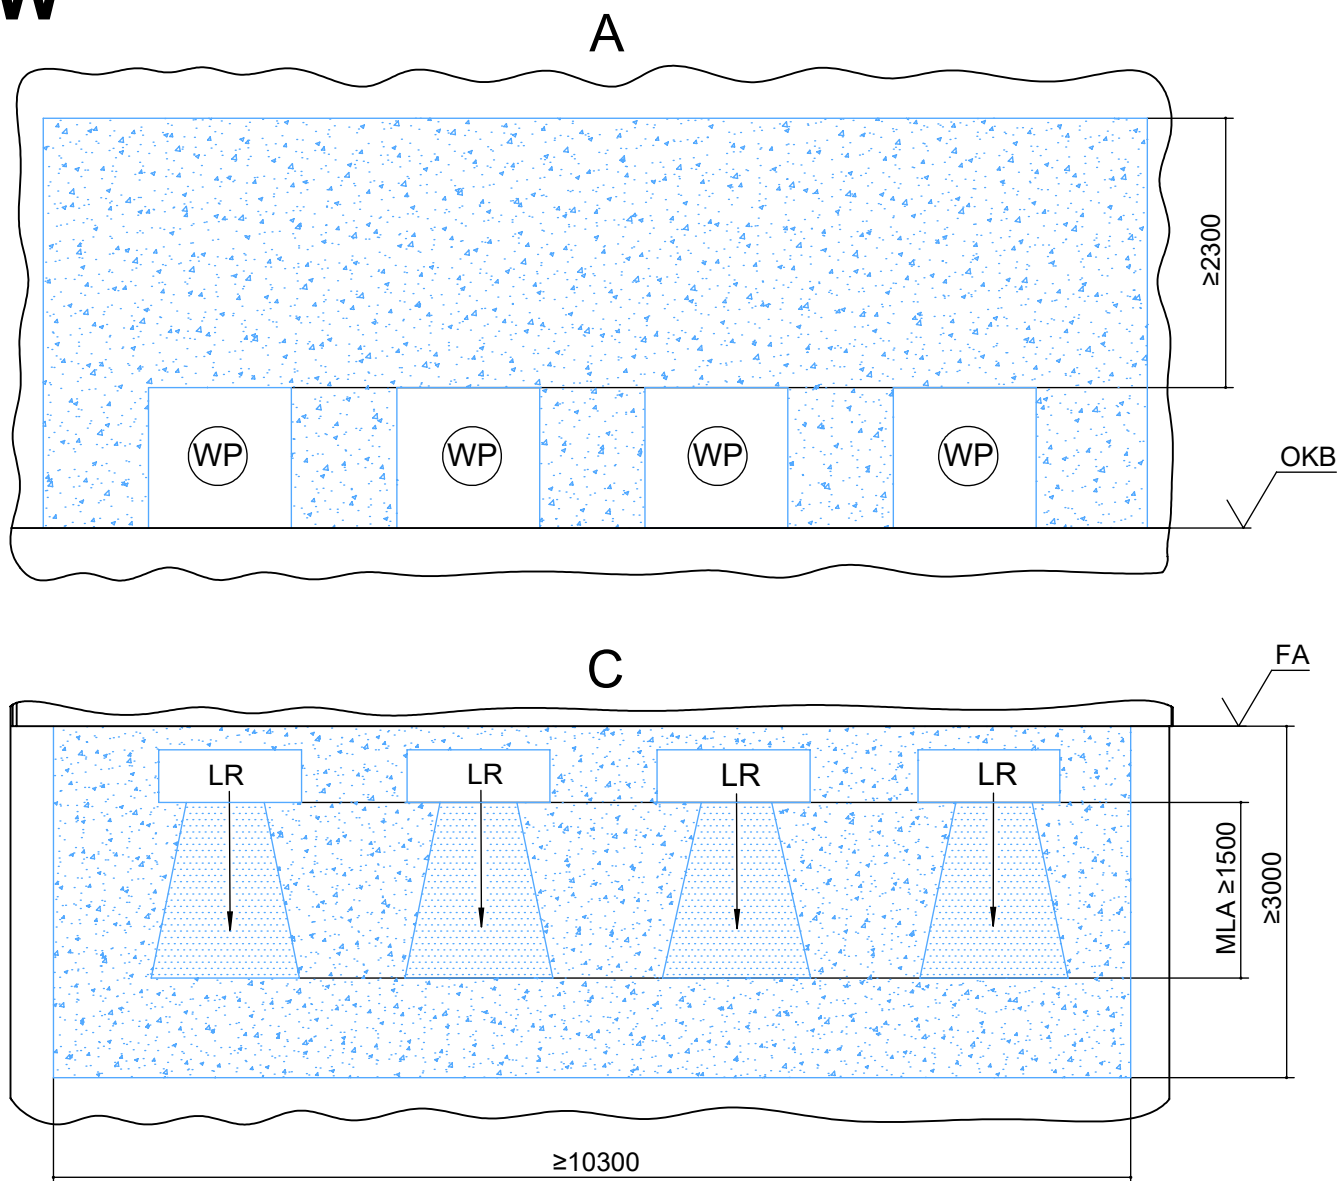 W
A
≥2300
WP WP WP WP
OKB
C
FA
LR LR LR LR
MLA ≥1500
≥3000
≥10300